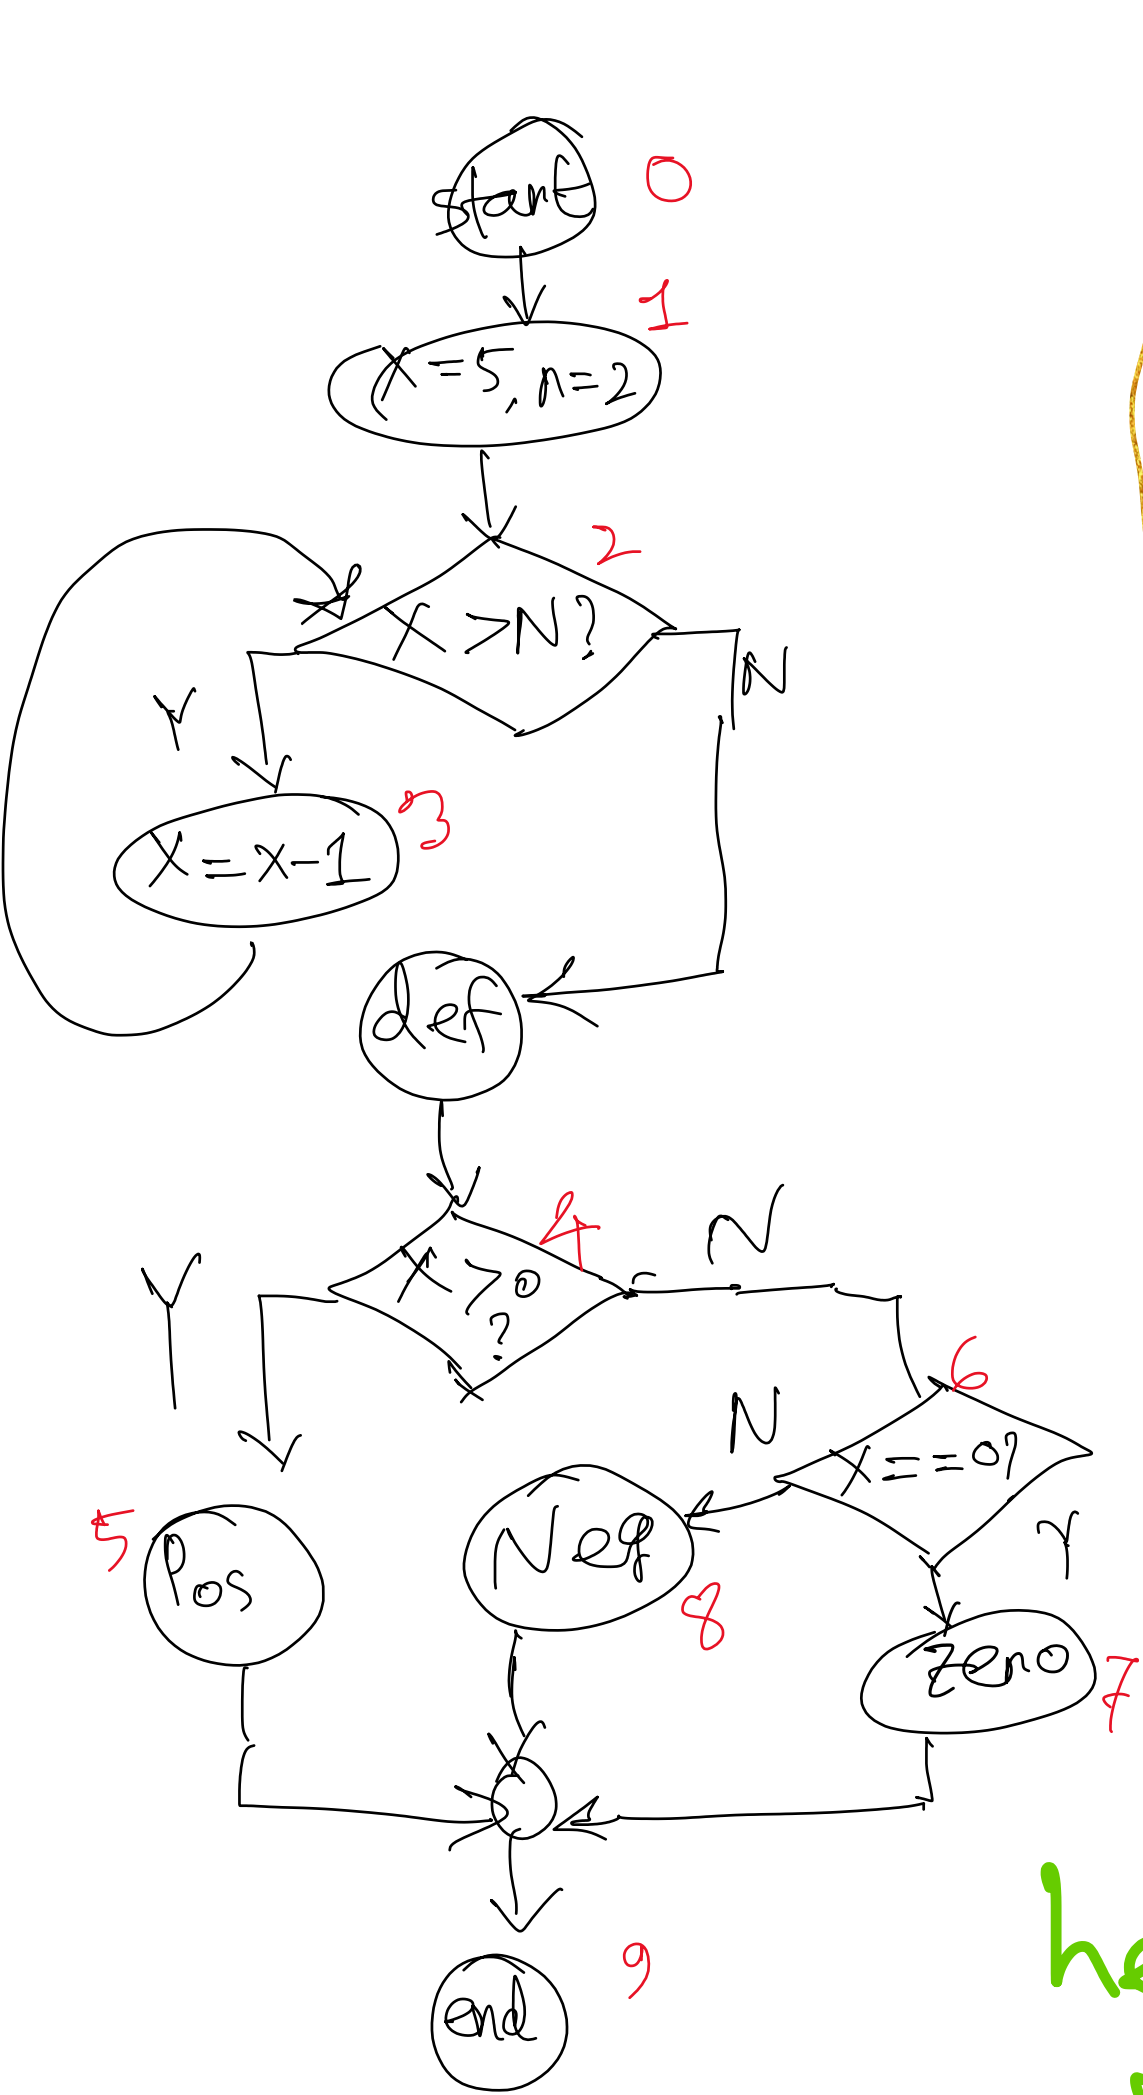 start 0
1
X = 5, n = 2
2
X > N?
N
Y
3
X = x - 1
def
4
N
X > 0
?
Y
6
N
X = = 0?
Y
5
Pos
Neg
8
zero
7
9
end